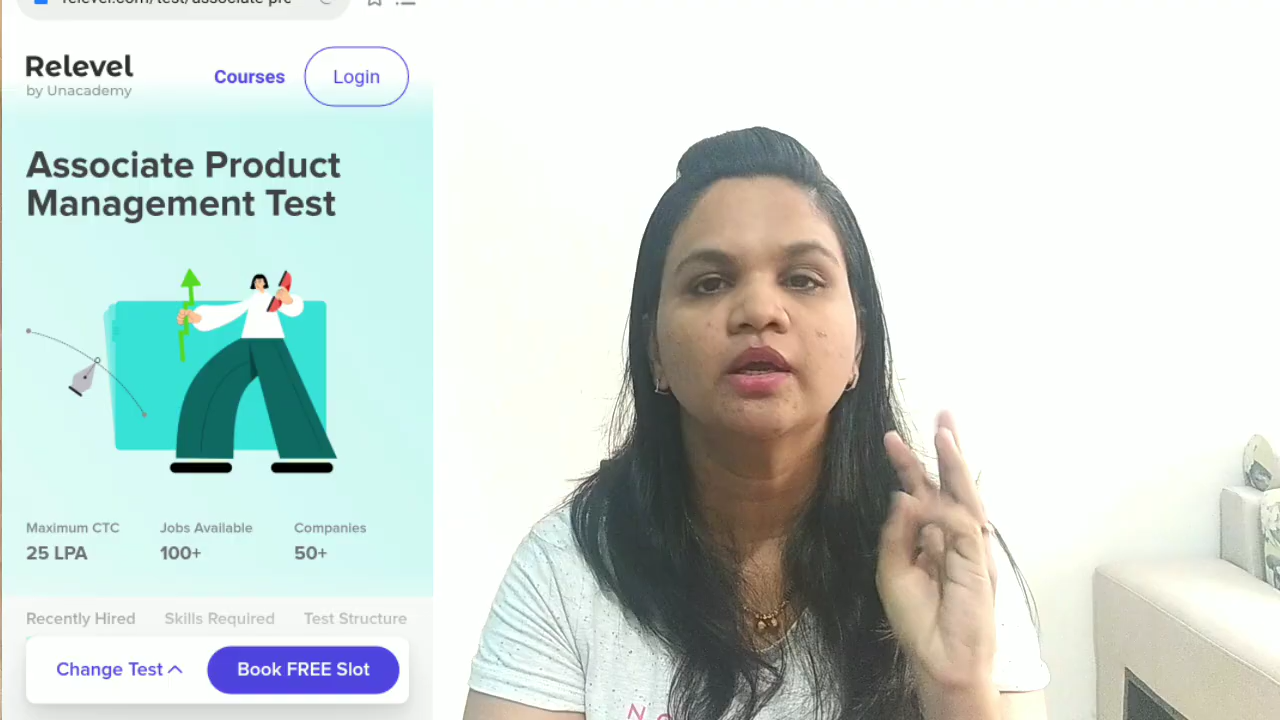 Relevel
by Unacademy
Courses
Login
Associate Product
Management Test
Maximum CTC
Jobs Available
Companies
25 LPA
100+
50+
Recently Hired
Skills Required
Test Structure
Change Test
Book FREE Slot